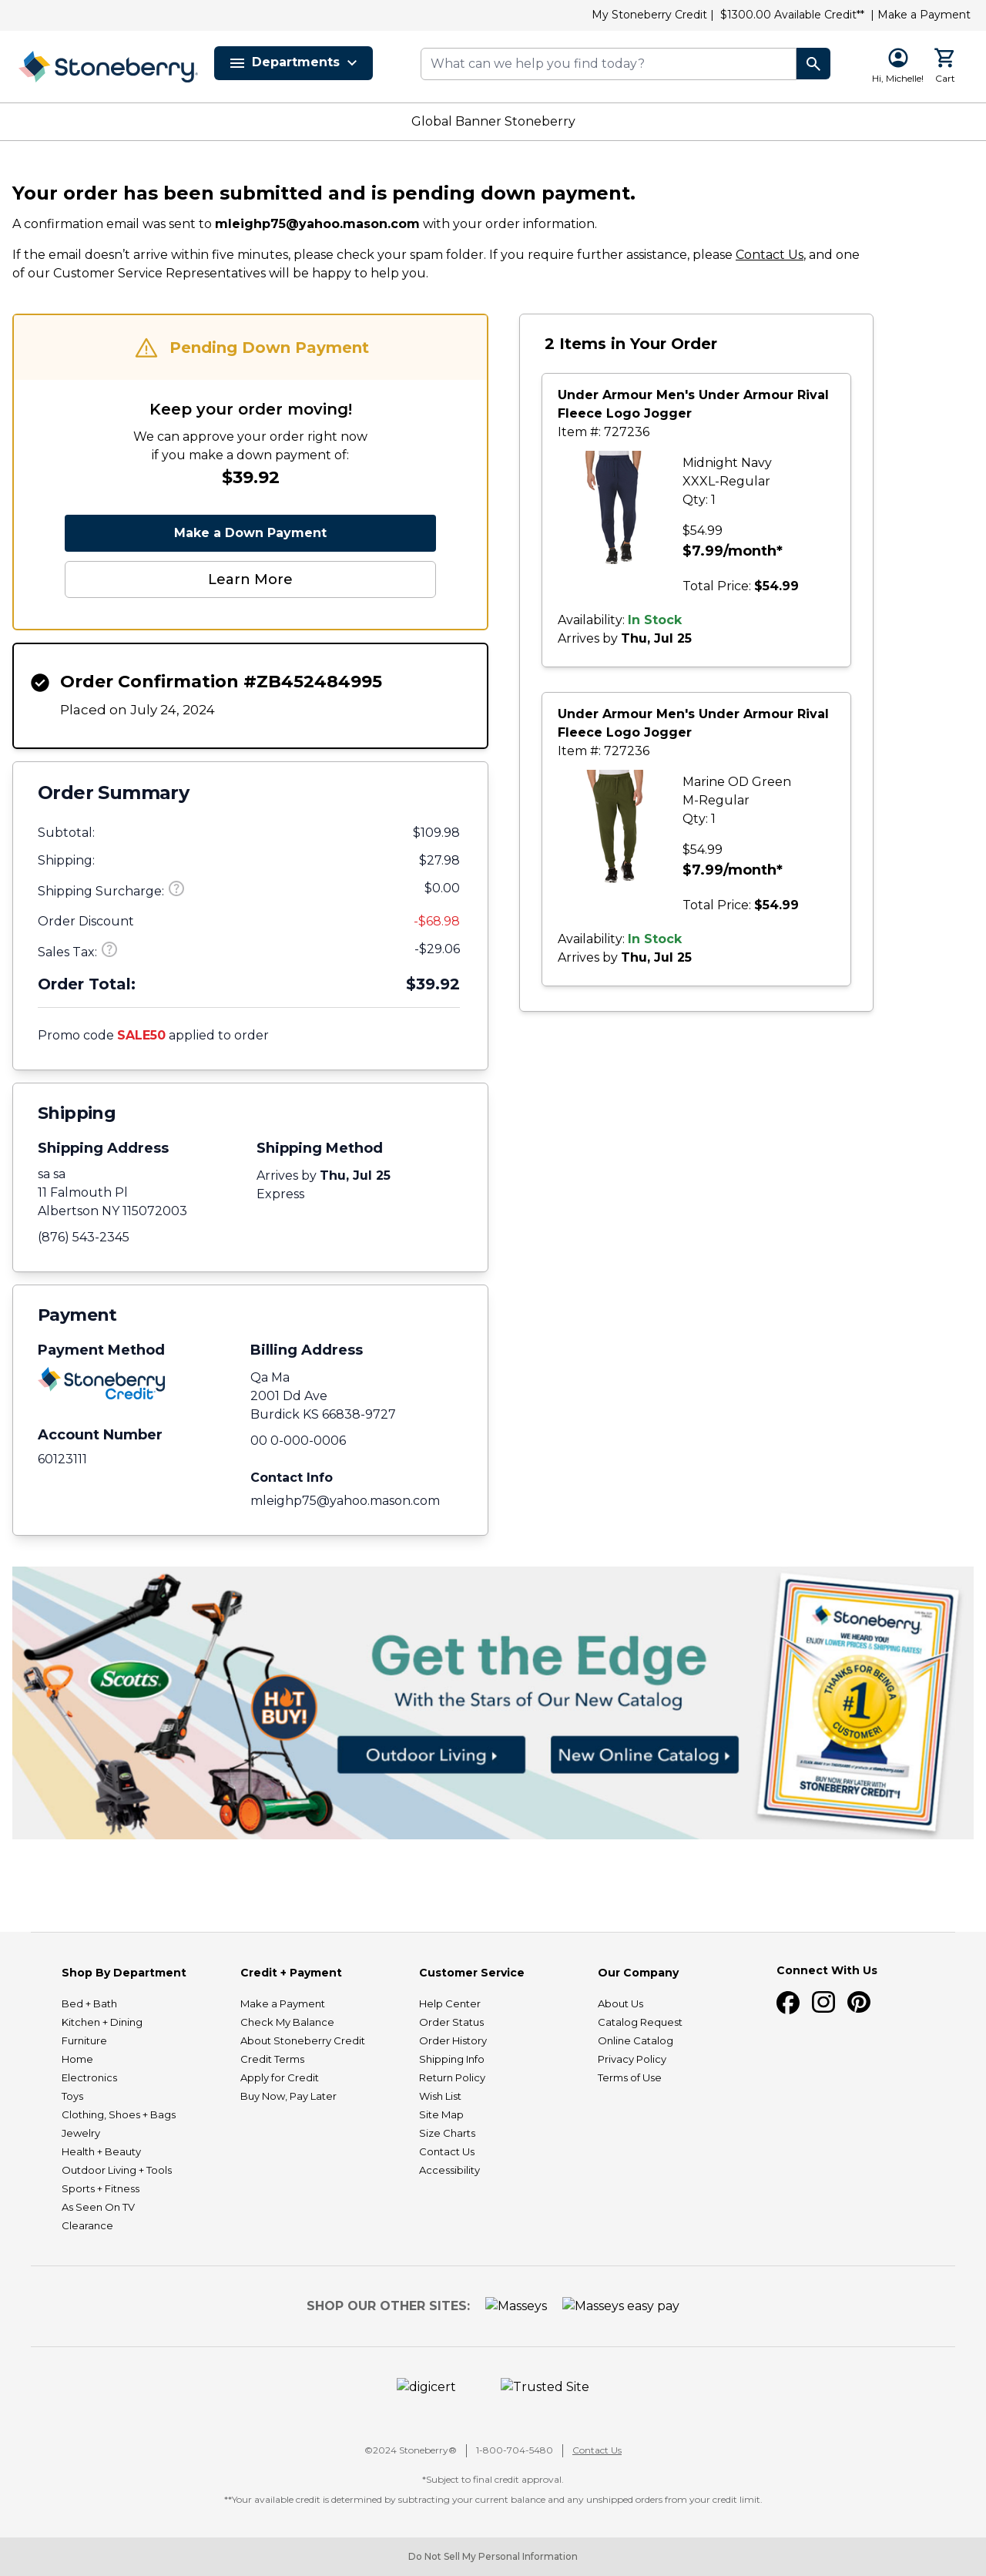 My Stoneberry Credit | $1300.00 Available Credit** | Make a Payment
Stoneberry.
Departments
What can we help you find today?
Hi, Michelle!
Cart
Global Banner Stoneberry
Your order has been submitted and is pending down payment.
A confirmation email was sent to mleighp75@yahoo.mason.com with your order information.
If the email doesn’t arrive within five minutes, please check your spam folder. If you require further assistance, please Contact Us, and one
of our Customer Service Representatives will be happy to help you.
Pending Down Payment
Keep your order moving!
We can approve your order right now
if you make a down payment of:
$39.92
Make a Down Payment
Learn More
Order Confirmation #ZB452484995
Placed on July 24, 2024
Order Summary
Subtotal: $109.98
Shipping: $27.98
Shipping Surcharge: $0.00
Order Discount -$68.98
Sales Tax: -$29.06
Order Total: $39.92
Promo code SALE50 applied to order
Shipping
Shipping Address
sa sa
11 Falmouth Pl
Albertson NY 115072003
(876) 543-2345
Shipping Method
Arrives by Thu, Jul 25
Express
Payment
Payment Method
Stoneberry
Credit
Account Number
60123111
Billing Address
Qa Ma
2001 Dd Ave
Burdick KS 66838-9727
00 0-000-0006
Contact Info
mleighp75@yahoo.mason.com
2 Items in Your Order
Under Armour Men's Under Armour Rival
Fleece Logo Jogger
Item #: 727236
Midnight Navy
XXXL-Regular
Qty: 1
$54.99
$7.99/month*
Total Price: $54.99
Availability: In Stock
Arrives by Thu, Jul 25
Under Armour Men's Under Armour Rival
Fleece Logo Jogger
Item #: 727236
Marine OD Green
M-Regular
Qty: 1
$54.99
$7.99/month*
Total Price: $54.99
Availability: In Stock
Arrives by Thu, Jul 25
Scotts
HOT
BUY!
Get the Edge
With the Stars of Our New Catalog
Outdoor Living
New Online Catalog
Stoneberry
WE HEARD YOU!
ENJOY LOWER PRICES & SHIPPING RATES!
THANKS FOR BEING A
#1
CUSTOMER!
BUY NOW, PAY LATER WITH
STONEBERRY CREDIT!
Shop By Department
Bed + Bath
Kitchen + Dining
Furniture
Home
Electronics
Toys
Clothing, Shoes + Bags
Jewelry
Health + Beauty
Outdoor Living + Tools
Sports + Fitness
As Seen On TV
Clearance
Credit + Payment
Make a Payment
Check My Balance
About Stoneberry Credit
Credit Terms
Apply for Credit
Buy Now, Pay Later
Customer Service
Help Center
Order Status
Order History
Shipping Info
Return Policy
Wish List
Site Map
Size Charts
Contact Us
Accessibility
Our Company
About Us
Catalog Request
Online Catalog
Privacy Policy
Terms of Use
Connect With Us
SHOP OUR OTHER SITES: Masseys Masseys easy pay
digicert Trusted Site
©2024 Stoneberry® | 1-800-704-5480 | Contact Us
*Subject to final credit approval.
**Your available credit is determined by subtracting your current balance and any unshipped orders from your credit limit.
Do Not Sell My Personal Information